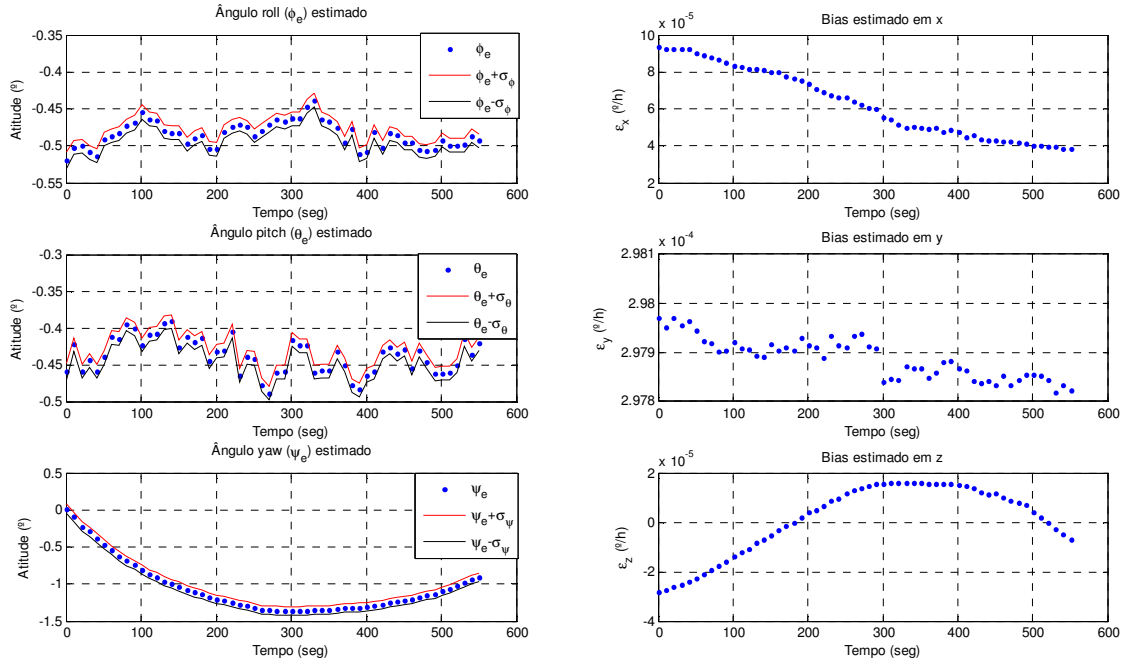 Ângulo roll (ϕe) estimado
Atitude (º)
-0.35
-0.4
-0.45
-0.5
-0.55
0 100 200 300 400 500 600
Tempo (seg)
ϕe
ϕe+σϕ
ϕe-σϕ
Bias estimado em x
x 10-5
εx (º/h)
10
8
6
4
2
0 100 200 300 400 500 600
Tempo (seg)
Ângulo pitch (θe) estimado
Atitude (º)
-0.3
-0.35
-0.4
-0.45
-0.5
0 100 200 300 400 500 600
Tempo (seg)
θe
θe+σθ
θe-σθ
Bias estimado em y
x 10-4
εy (º/h)
2.981
2.98
2.979
2.978
0 100 200 300 400 500 600
Tempo (seg)
Ângulo yaw (ψe) estimado
Atitude (º)
0.5
0
-0.5
-1
-1.5
0 100 200 300 400 500 600
Tempo (seg)
ψe
ψe+σψ
ψe-σψ
Bias estimado em z
x 10-5
εz (º/h)
2
0
-2
-4
0 100 200 300 400 500 600
Tempo (seg)